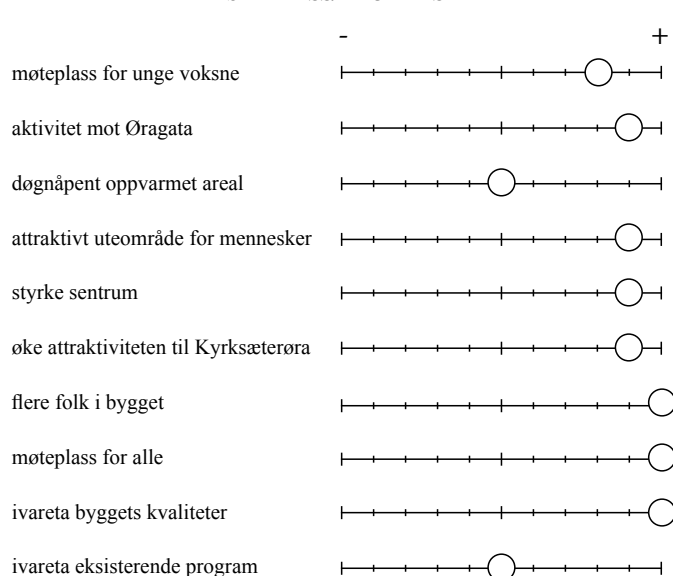 - +
møteplass for unge voksne
aktivitet mot Øragata
døgnåpent oppvarmet areal
attraktivt uteområde for mennesker
styrke sentrum
øke attraktiviteten til Kyrksæterøra
flere folk i bygget
møteplass for alle
ivareta byggets kvaliteter
ivareta eksisterende program